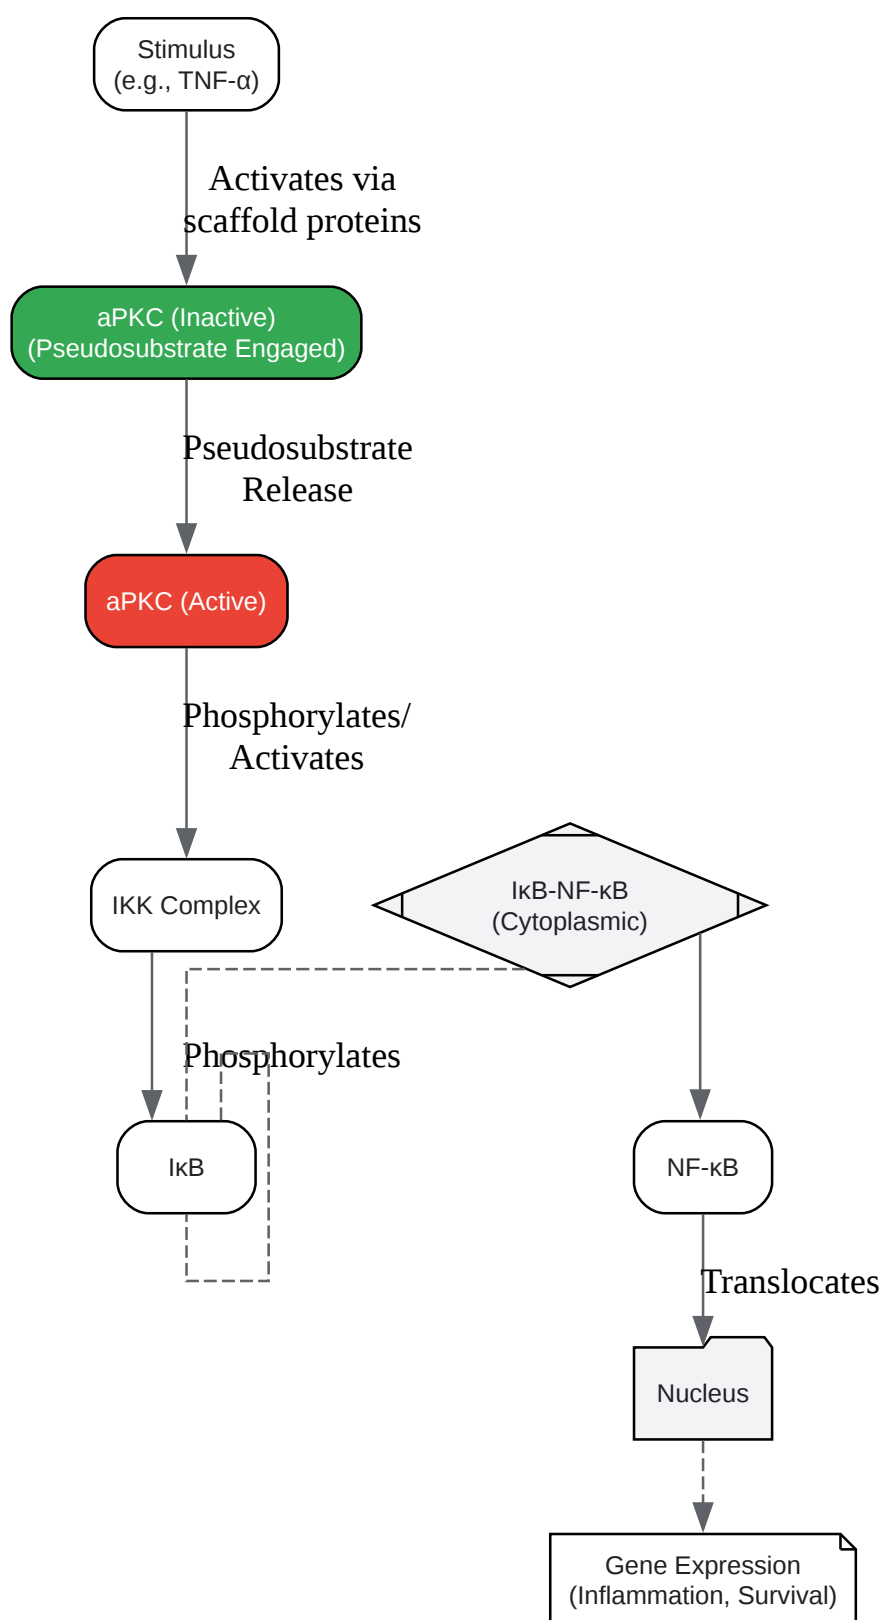 Stimulus
(e.g., TNF-α)
Activates via
scaffold proteins
aPKC (Inactive)
(Pseudosubstrate Engaged)
Pseudosubstrate
Release
aPKC (Active)
Phosphorylates/
Activates
IKK Complex
IκB-NF-κB
(Cytoplasmic)
Phosphorylates
IκB
NF-κB
Translocates
Nucleus
Gene Expression
(Inflammation, Survival)